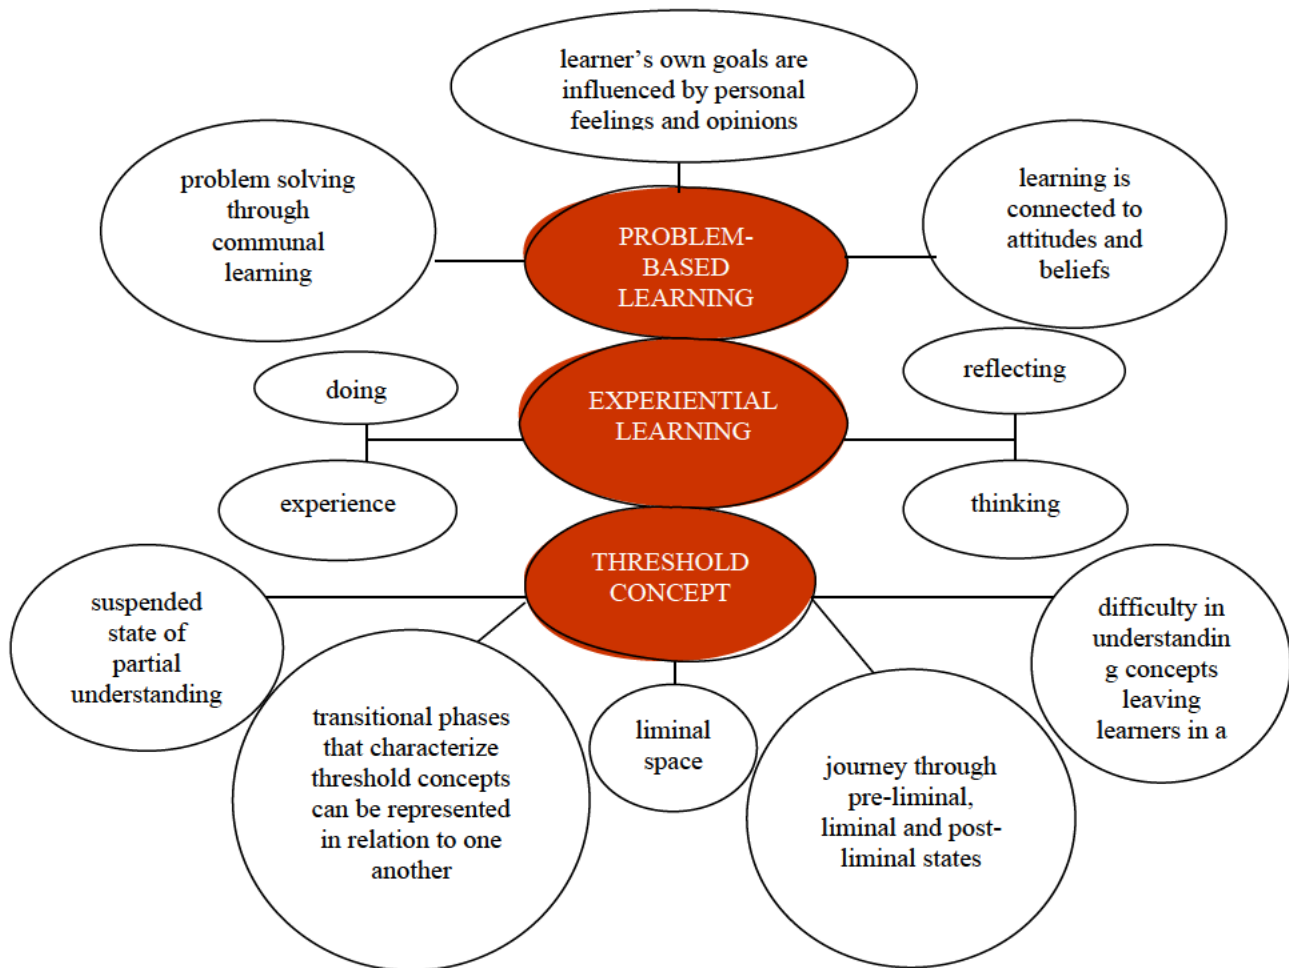 learner’s own goals are
influenced by personal
feelings and opinions
problem solving
through
communal
learning
PROBLEM-
BASED
LEARNING
learning is
connected to
attitudes and
beliefs
doing
experience
EXPERIENTIAL
LEARNING
reflecting
thinking
THRESHOLD
CONCEPT
suspended
state of
partial
understanding
transitional phases
that characterize
threshold concepts
can be represented
in relation to one
another
liminal
space
journey through
pre-liminal,
liminal and post-
liminal states
difficulty in
understandin
g concepts
leaving
learners in a